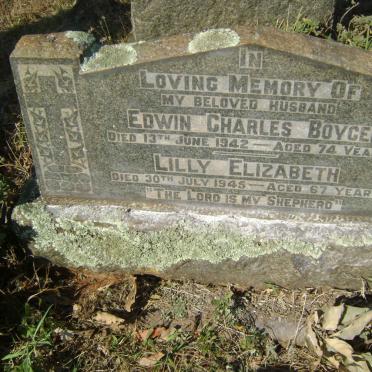 IN
LOVING MEMORY OF
MY BELOVED HUSBAND
EDWIN CHARLES BOYCE
DIED 13TH JUNE 1942 — AGED 74 YEA
LILLY ELIZABETH
DIED 30TH JULY 1945 — AGED 67 YEAR
"THE LORD IS MY SHEPHERD"